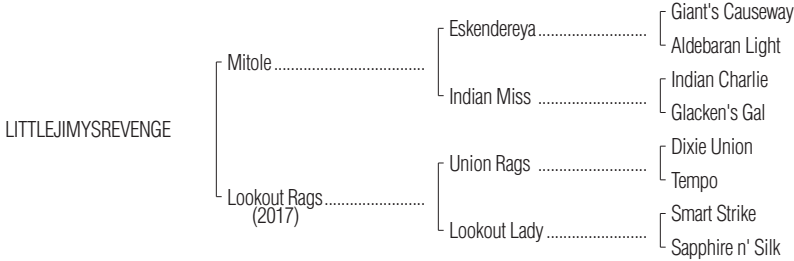 Giant's Causeway
Eskendereya
Aldebaran Light
Mitole
Indian Charlie
Indian Miss
Glacken's Gal
LITTLEJIMYSREVENGE
Dixie Union
Union Rags
Tempo
Lookout Rags
(2017)
Smart Strike
Lookout Lady
Sapphire n' Silk